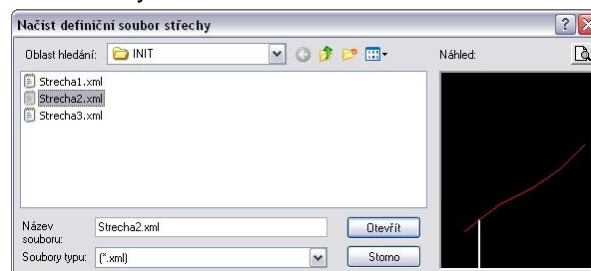 Načíst definiční soubor střechy
Oblast hledání: INIT
Náhled:
Strecha1.xml
Strecha2.xml
Strecha3.xml
Název souboru: Strecha2.xml
Otevřít
Soubory typu: (*.xml)
Storno